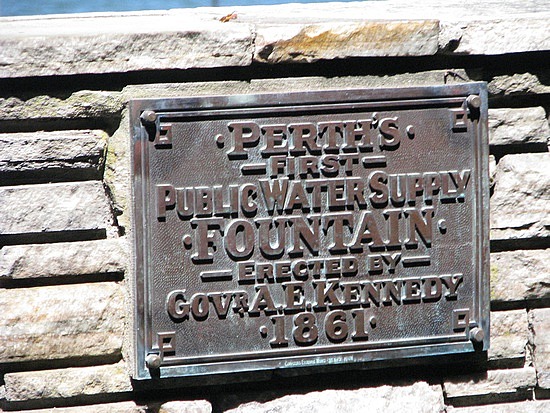 PERTH'S
FIRST
PUBLIC WATER SUPPLY
FOUNTAIN
ERECTED BY
GOVR A.E. KENNEDY
1861